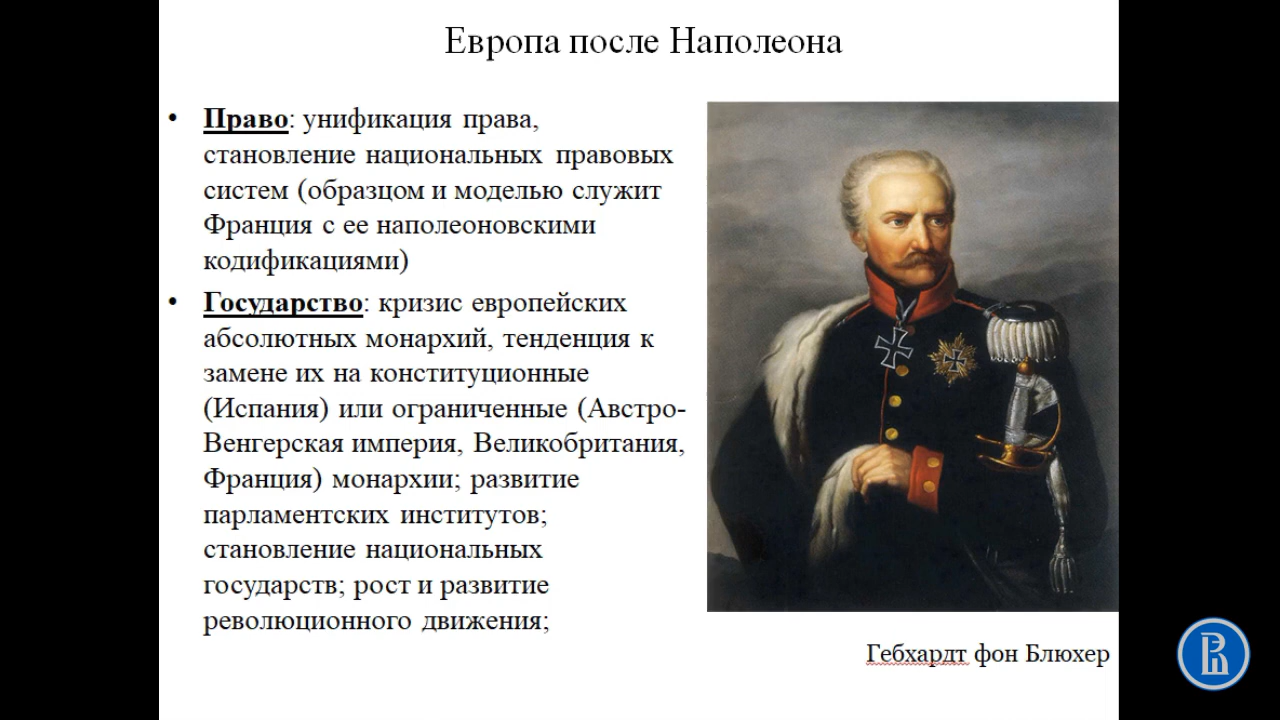 Европа после Наполеона
• Право: унификация права,
становление национальных правовых
систем (образцом и моделью служит
Франция с ее наполеоновскими
кодификациями)
• Государство: кризис европейских
абсолютных монархий, тенденция к
замене их на конституционные
(Испания) или ограниченные (Австро-
Венгерская империя, Великобритания,
Франция) монархии; развитие
парламентских институтов;
становление национальных
государств; рост и развитие
революционного движения;
Гебхардт фон Блюхер